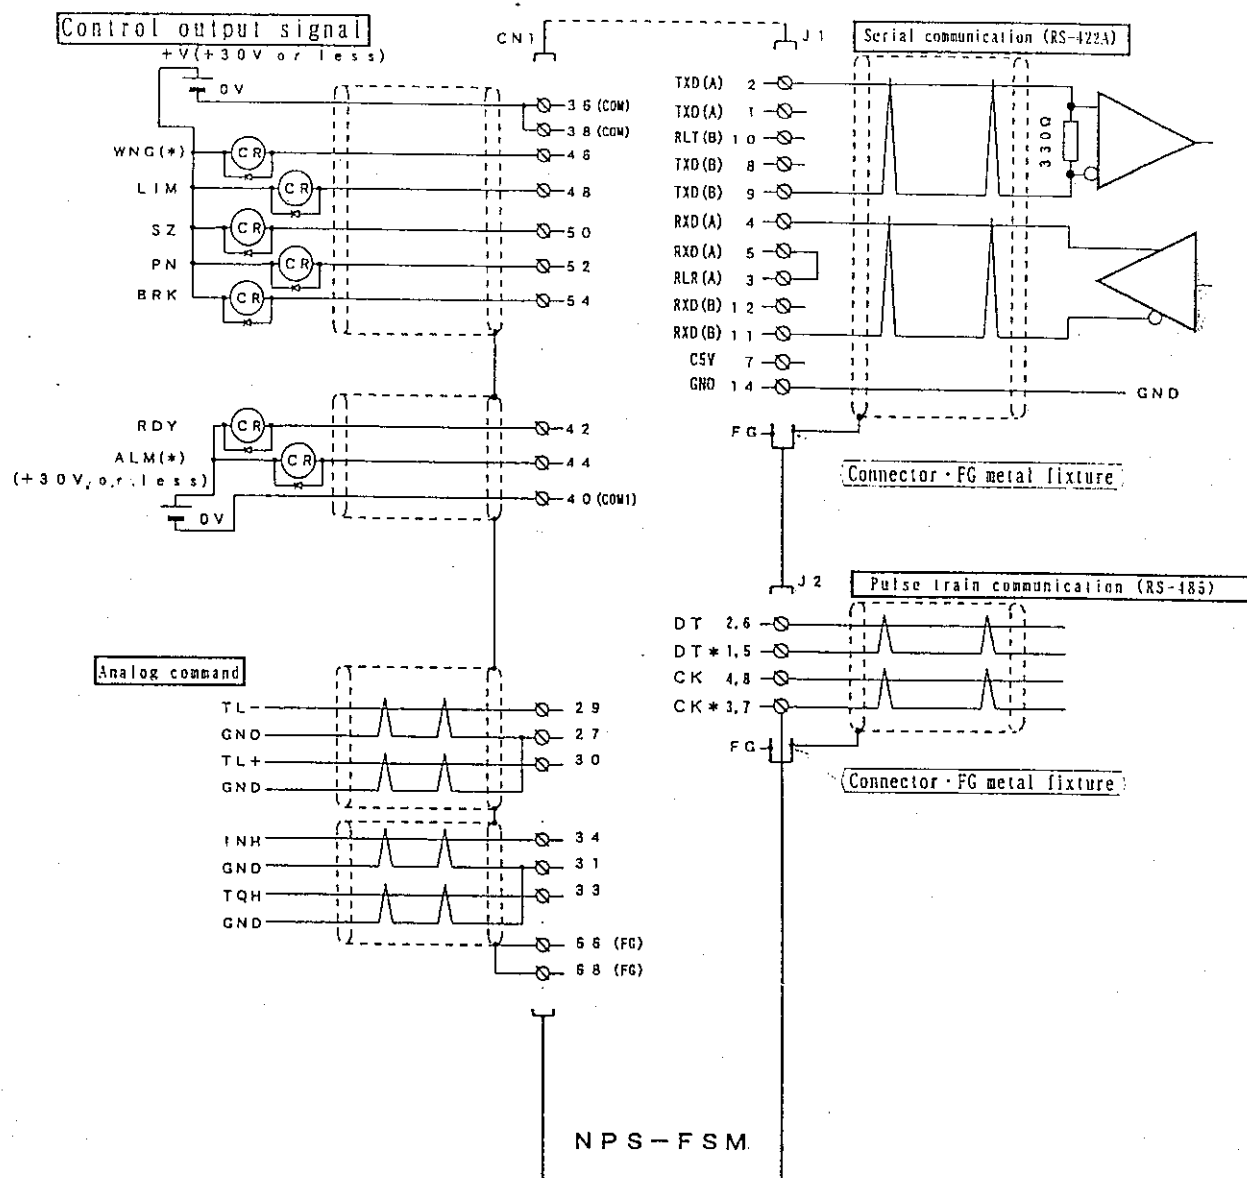 Control output signal
+V(+30V or less)
0V
CN1
36(COM)
38(COM)
WNG(*)
CR
46
LIM
CR
48
SZ
CR
50
PN
CR
52
BRK
CR
54
RDY
CR
42
ALM(*)
CR
44
(+30V, or less)
0V
40(COM1)
Analog command
TL-
29
GND
27
TL+
30
GND
INH
34
GND
31
TQH
33
GND
66 (FG)
68 (FG)
J1
Serial communication (RS-422A)
TXD(A) 2
TXD(A) 1
RLT(B) 10
TXD(B) 8
TXD(B) 9
330Ω
RXD(A) 4
RXD(A) 5
RLR(A) 3
RXD(B) 12
RXD(B) 11
C5V 7
GND 14
GND
FG
Connector・FG metal fixture
J2
Pulse train communication (RS-485)
DT 2,6
DT* 1,5
CK 4,8
CK* 3,7
FG
Connector・FG metal fixture
NPS-FSM